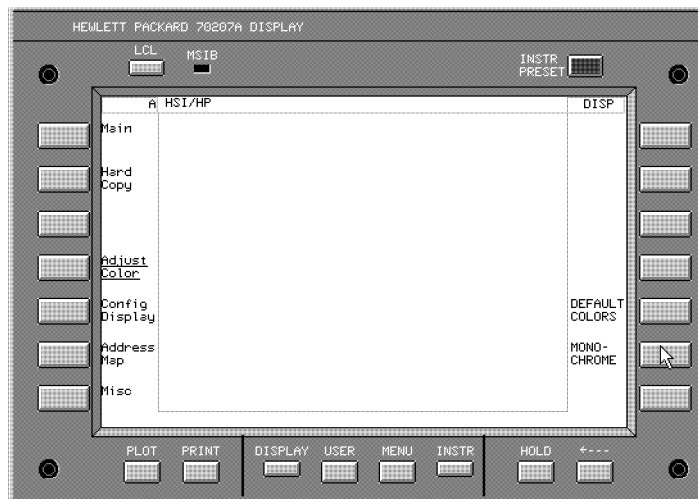 HEWLETT PACKARD 70207A DISPLAY
LCL
MSIB
INSTR
PRESET
A HSI/HP
DISP
Main
Hard
Copy
Adjust
Color
Config
Display
DEFAULT
COLORS
Address
Map
MONO-
CHROME
Misc
PLOT PRINT DISPLAY USER MENU INSTR HOLD ←---